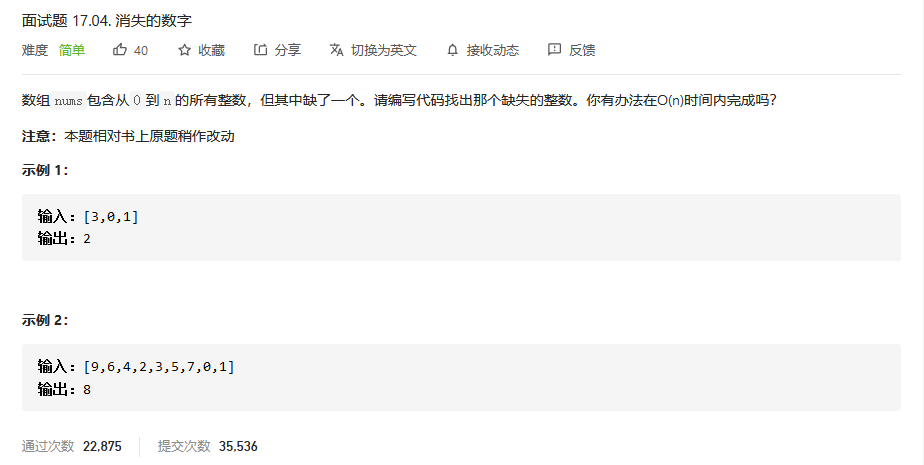 面试题 17.04. 消失的数字
难度 简单 40 收藏 分享 切换为英文 接收动态 反馈
数组 nums 包含从 0 到 n 的所有整数，但其中缺了一个。请编写代码找出那个缺失的整数。你有办法在O(n)时间内完成吗？
注意：本题相对书上原题稍作改动
示例 1：
输入：[3,0,1]
输出：2
示例 2：
输入：[9,6,4,2,3,5,7,0,1]
输出：8
通过次数 22,875 提交次数 35,536